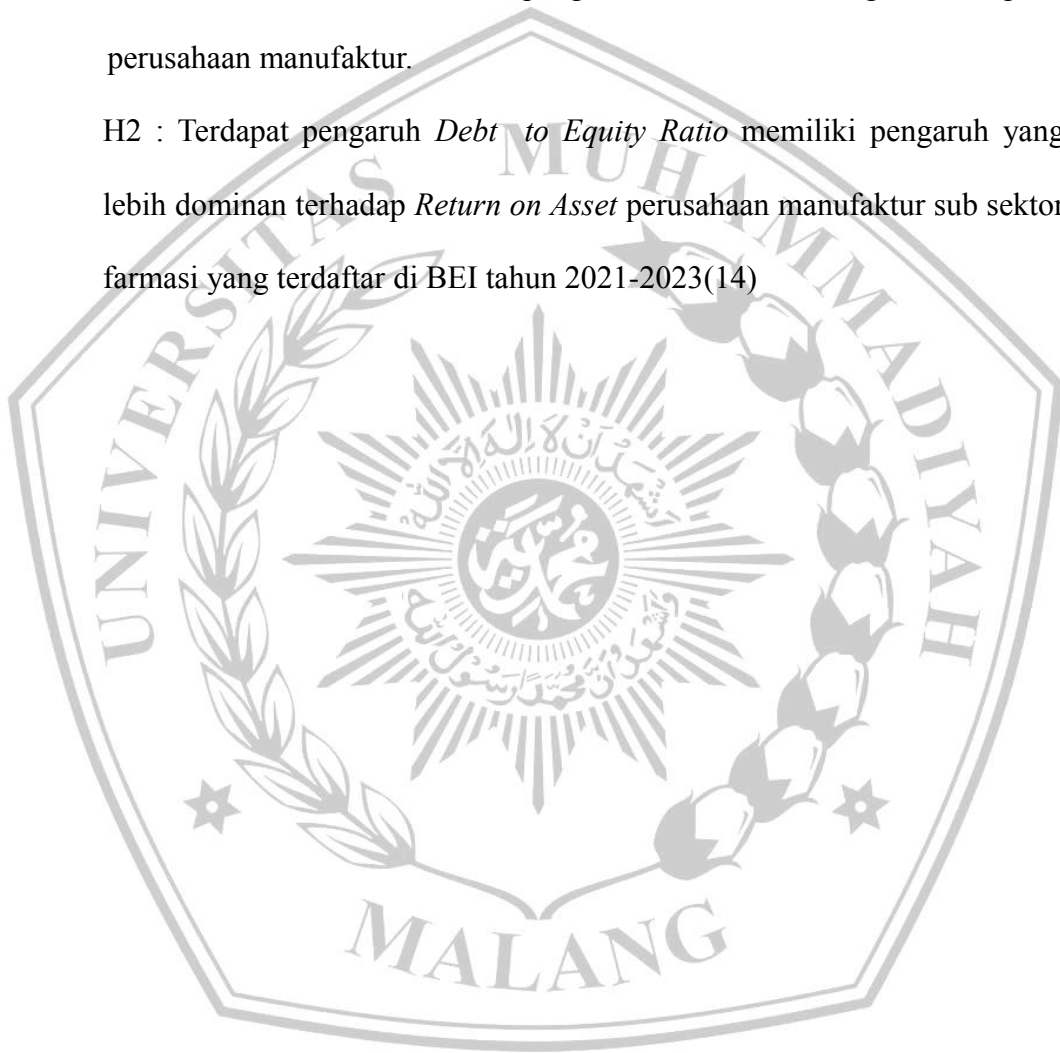 perusahaan manufaktur.
H2 : Terdapat pengaruh Debt to Equity Ratio memiliki pengaruh yang
lebih dominan terhadap Return on Asset perusahaan manufaktur sub sektor
farmasi yang terdaftar di BEI tahun 2021-2023(14)
UNIVERSITAS MUHAMMADIYAH
MALANG